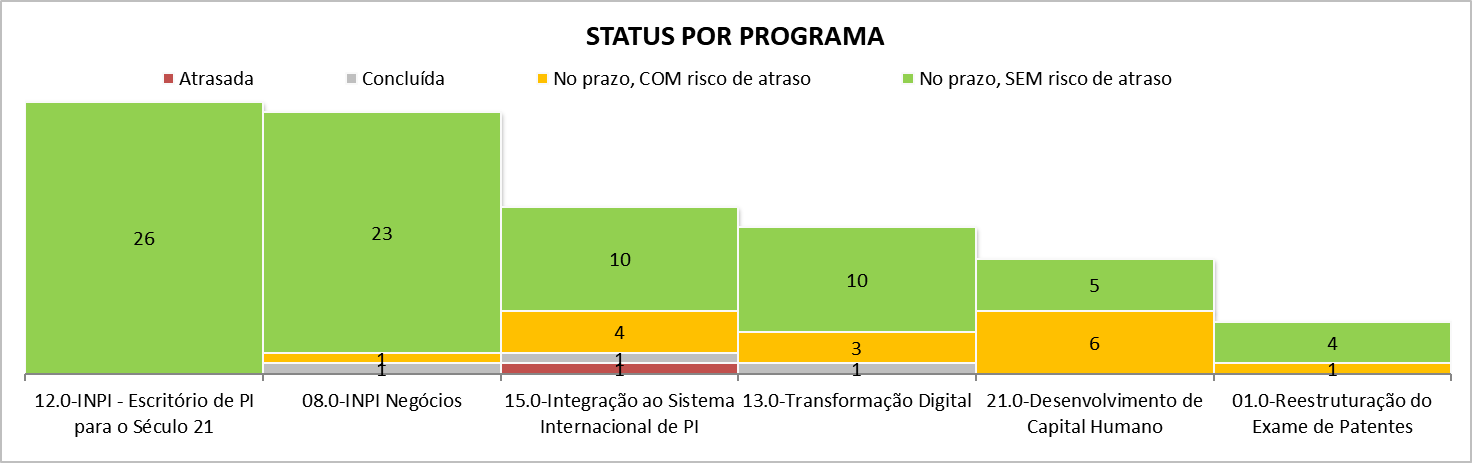 STATUS POR PROGRAMA
Atrasada Concluída No prazo, COM risco de atraso No prazo, SEM risco de atraso
26 23 10 10 5 4
4 3 6
1 1 1
1 1 1
12.0-INPI - Escritório de PI para o Século 21
08.0-INPI Negócios
15.0-Integração ao Sistema Internacional de PI
13.0-Transformação Digital
21.0-Desenvolvimento de Capital Humano
01.0-Reestruturação do Exame de Patentes